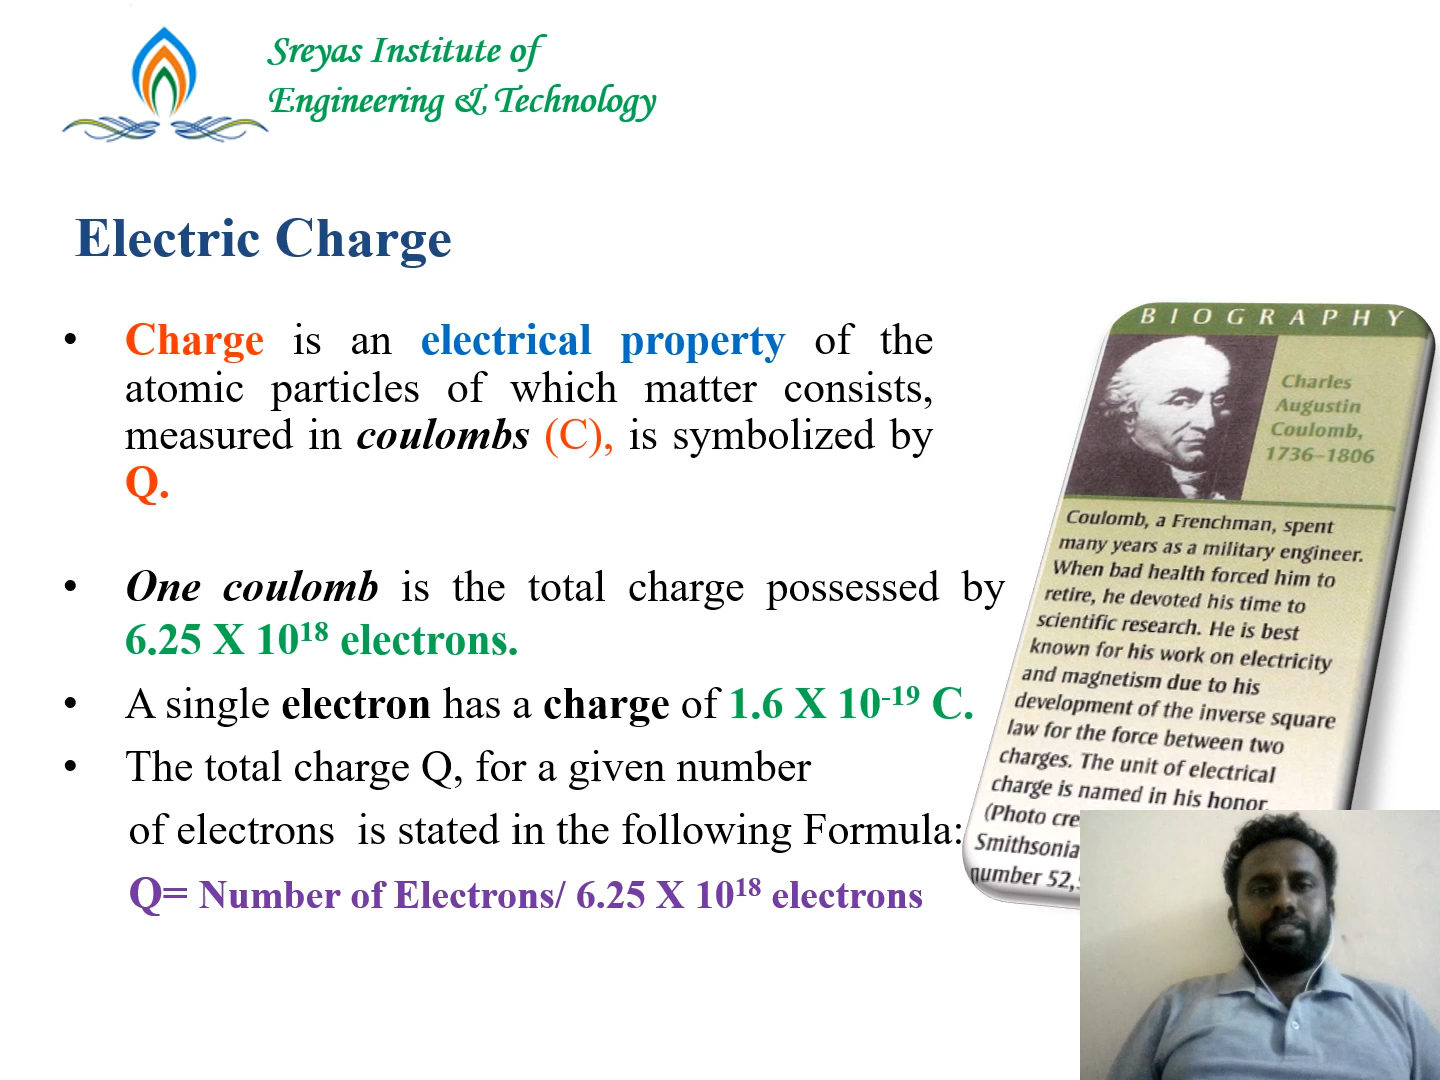 Sreyas Institute of
Engineering & Technology
Electric Charge
• Charge is an electrical property of the
atomic particles of which matter consists,
measured in coulombs (C), is symbolized by
Q.
• One coulomb is the total charge possessed by
6.25 X 10¹⁸ electrons.
• A single electron has a charge of 1.6 X 10⁻¹⁹ C.
• The total charge Q, for a given number
of electrons is stated in the following Formula:
Q= Number of Electrons/ 6.25 X 10¹⁸ electrons
BIOGRAPHY
Charles
Augustin
Coulomb,
1736–1806
Coulomb, a Frenchman, spent
many years as a military engineer.
When bad health forced him to
retire, he devoted his time to
scientific research. He is best
known for his work on electricity
and magnetism due to his
development of the inverse square
law for the force between two
charges. The unit of electrical
charge is named in his honor.
(Photo
number 52,